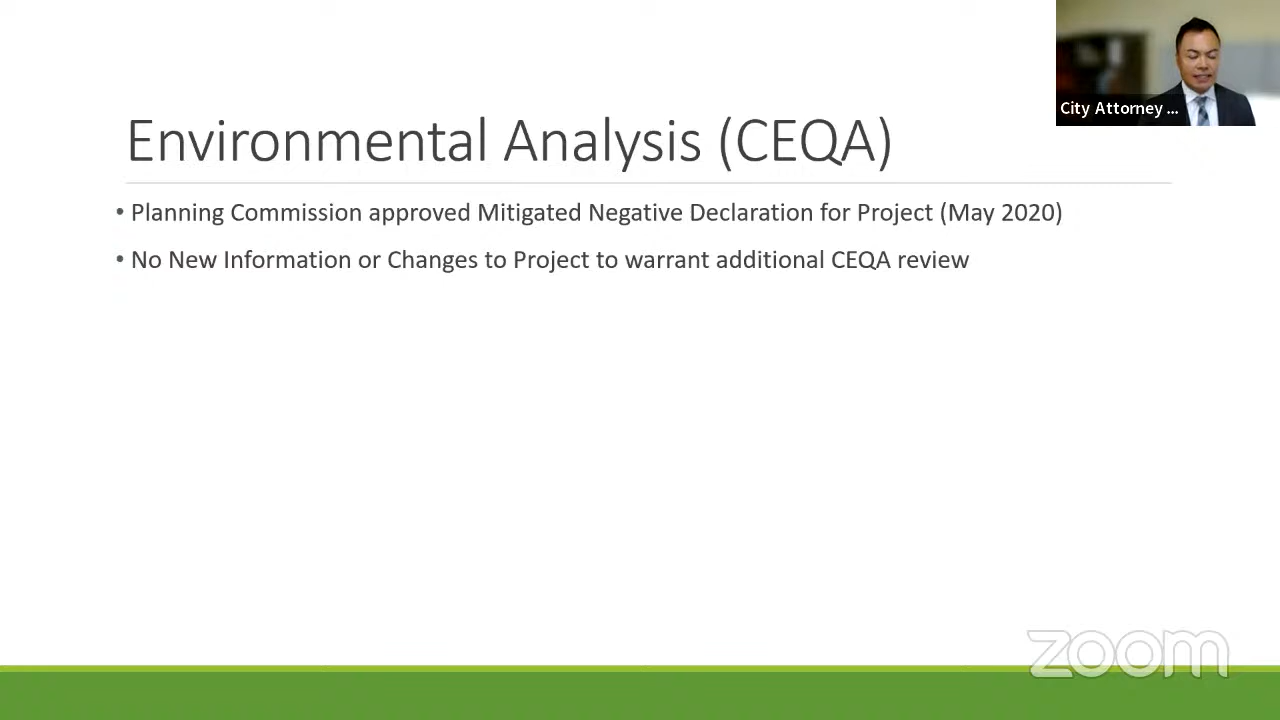 City Attorney ...
Environmental Analysis (CEQA)
• Planning Commission approved Mitigated Negative Declaration for Project (May 2020)
• No New Information or Changes to Project to warrant additional CEQA review
zoom